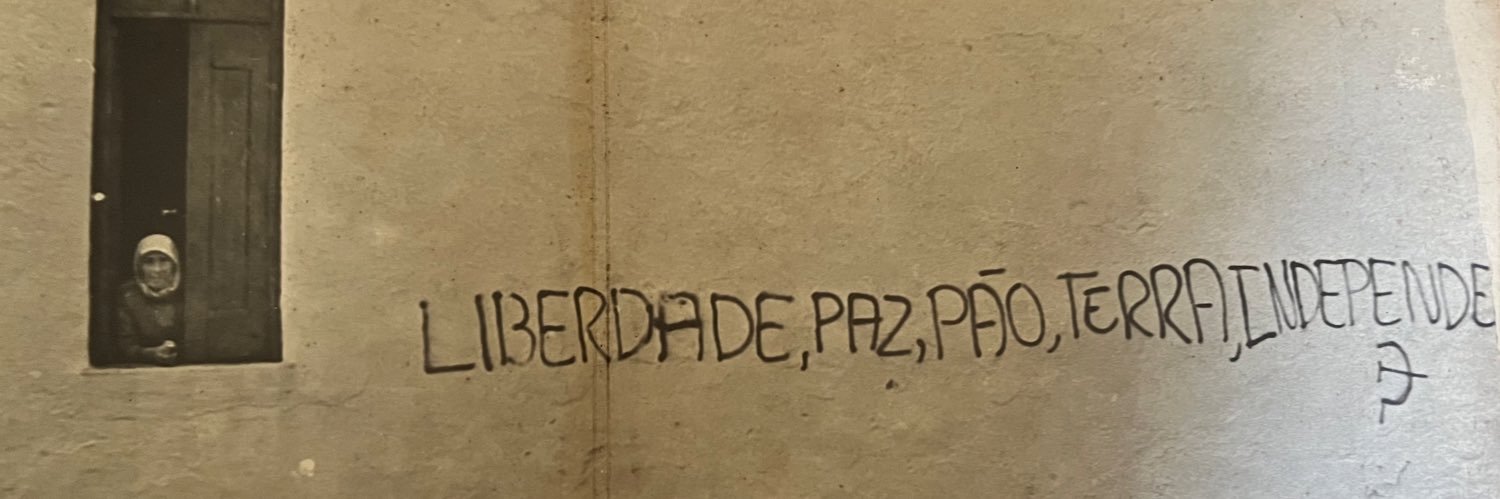 LIBERDADE, PAZ, PÃO, TERRA, INDEPENDE